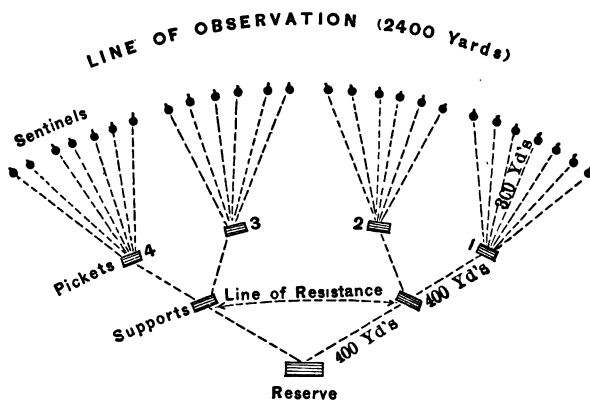 LINE OF OBSERVATION (2400 Yards)
Sentinels
300 Yd's
3
2
4
1
Pickets
400 Yd's
Line of Resistance
Supports
400 Yd's
Reserve